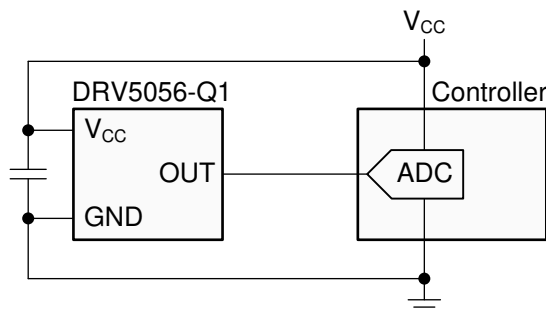 VCC
DRV5056-Q1
Controller
VCC
OUT
ADC
GND